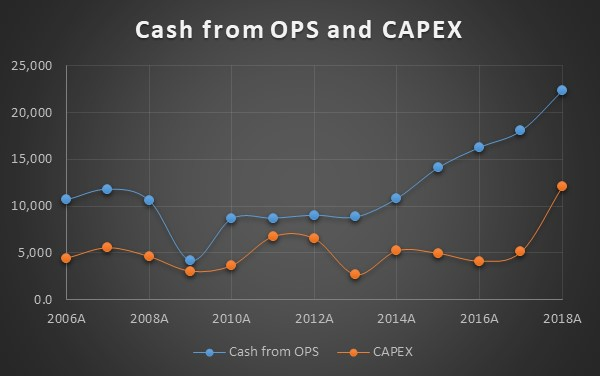 Cash from OPS and CAPEX
25,000
20,000
15,000
10,000
5,000
0.0
2006A 2008A 2010A 2012A 2014A 2016A 2018A
Cash from OPS CAPEX